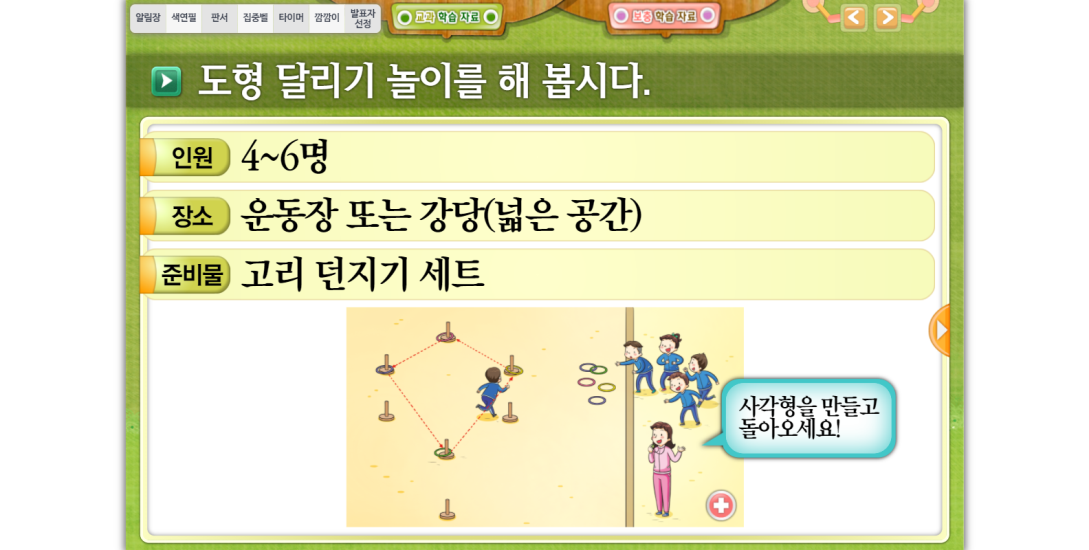 알림장 색연필 판서 집중벨 타이머 깜깜이 발표자
선정
교과 학습 자료
보충 학습 자료
도형 달리기 놀이를 해 봅시다.
인원 4~6명
장소 운동장 또는 강당(넓은 공간)
준비물 고리 던지기 세트
사각형을 만들고
돌아오세요!